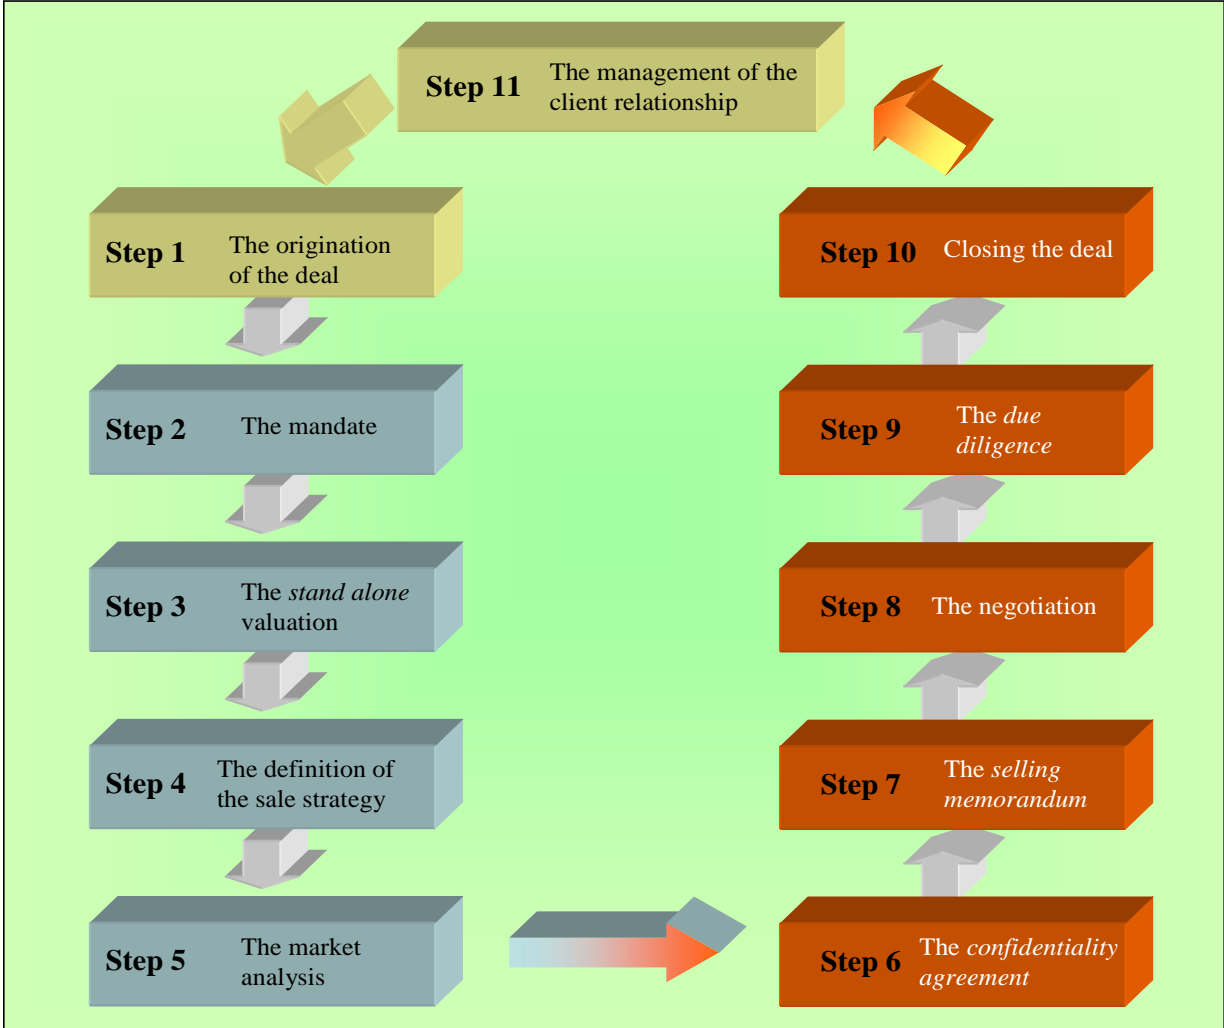 Step 11
The management of the
client relationship
Step 1
The origination
of the deal
Step 2
The mandate
Step 3
The stand alone
valuation
Step 4
The definition of
the sale strategy
Step 5
The market
analysis
Step 6
The confidentiality
agreement
Step 7
The selling
memorandum
Step 8
The negotiation
Step 9
The due
diligence
Step 10
Closing the deal